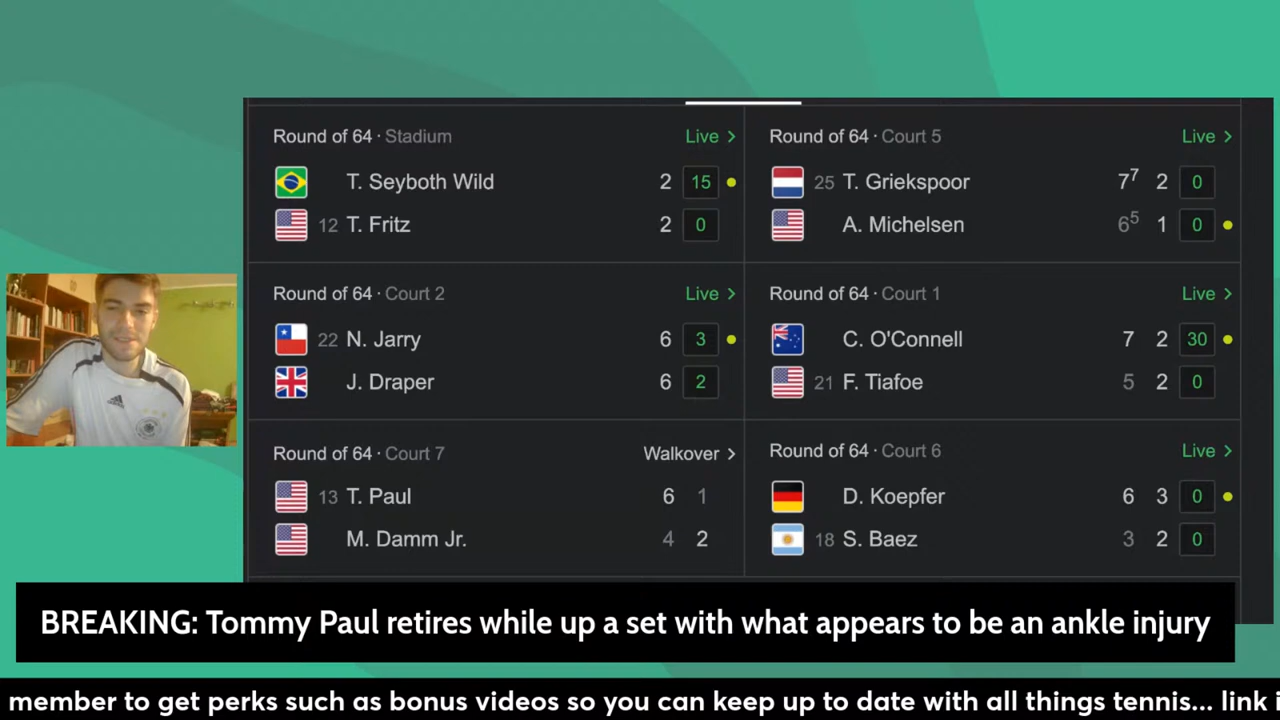 Round of 64 · Stadium Live >
T. Seyboth Wild 2 15
12 T. Fritz 2 0
Round of 64 · Court 5 Live >
25 T. Griekspoor 7⁷ 2 0
A. Michelsen 6⁵ 1 0
Round of 64 · Court 2 Live >
22 N. Jarry 6 3
J. Draper 6 2
Round of 64 · Court 1 Live >
C. O'Connell 7 2 30
21 F. Tiafoe 5 2 0
Round of 64 · Court 7 Walkover >
13 T. Paul 6 1
M. Damm Jr. 4 2
Round of 64 · Court 6 Live >
D. Koepfer 6 3 0
18 S. Baez 3 2 0
BREAKING: Tommy Paul retires while up a set with what appears to be an ankle injury
member to get perks such as bonus videos so you can keep up to date with all things tennis... link i